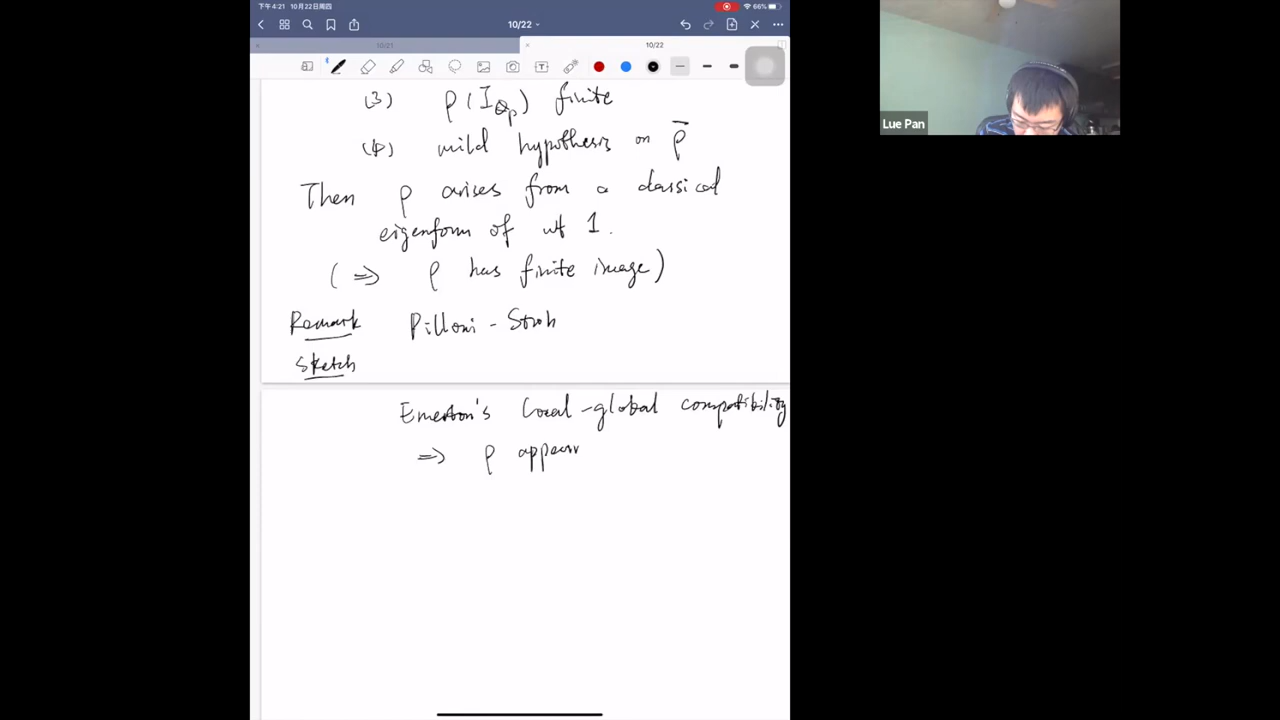 下午4:21 10月22日周四
66%
10/22
10/21
10/22
(3) ρ(I_{Q_p}) finite
(4) mild hypothesis on ρ̄
Then ρ arises from a classical
eigenform of wt 1.
(⇒ ρ has finite image)
Remark Pilloni - Stroh
Sketch
Emerton's Local-global compatibility
⇒ ρ appear
Lue Pan